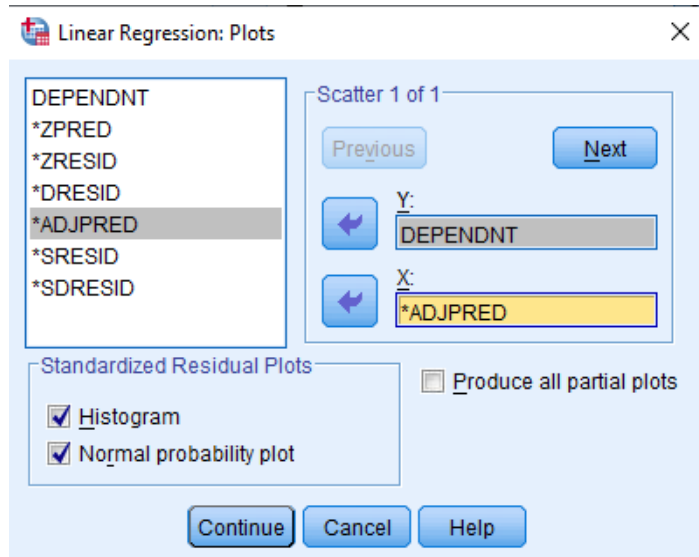 Linear Regression: Plots
DEPENDNT
*ZPRED
*ZRESID
*DRESID
*ADJPRED
*SRESID
*SDRESID
Scatter 1 of 1
Previous
Next
Y:
DEPENDNT
X:
*ADJPRED
Standardized Residual Plots
Histogram
Normal probability plot
Produce all partial plots
Continue
Cancel
Help